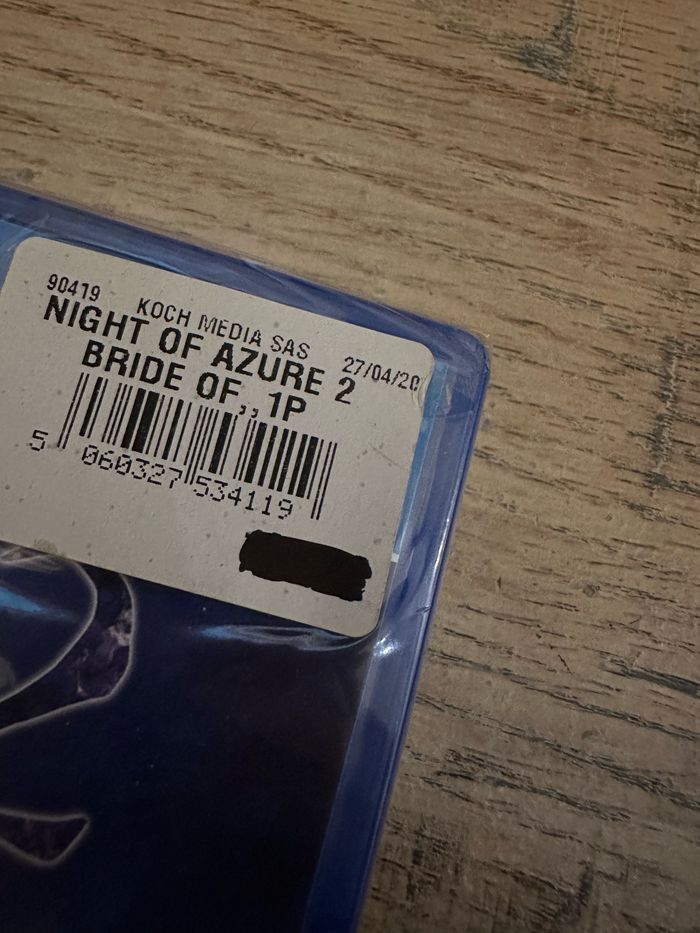 90419 KOCH MEDIA SAS 27/04/20
NIGHT OF AZURE 2
BRIDE OF,, 1P
5 060327 534119